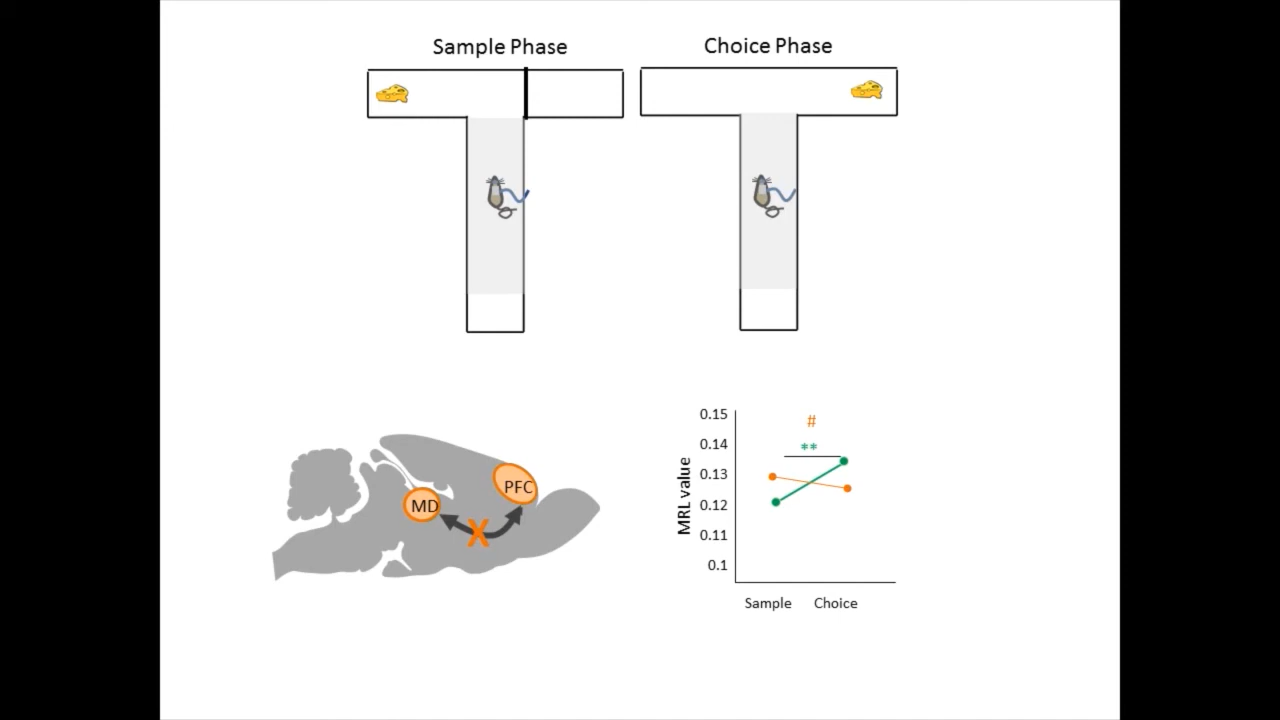 Sample Phase
Choice Phase
MD
X
PFC
MRL value
0.15
0.14
0.13
0.12
0.11
0.1
#
**
Sample
Choice